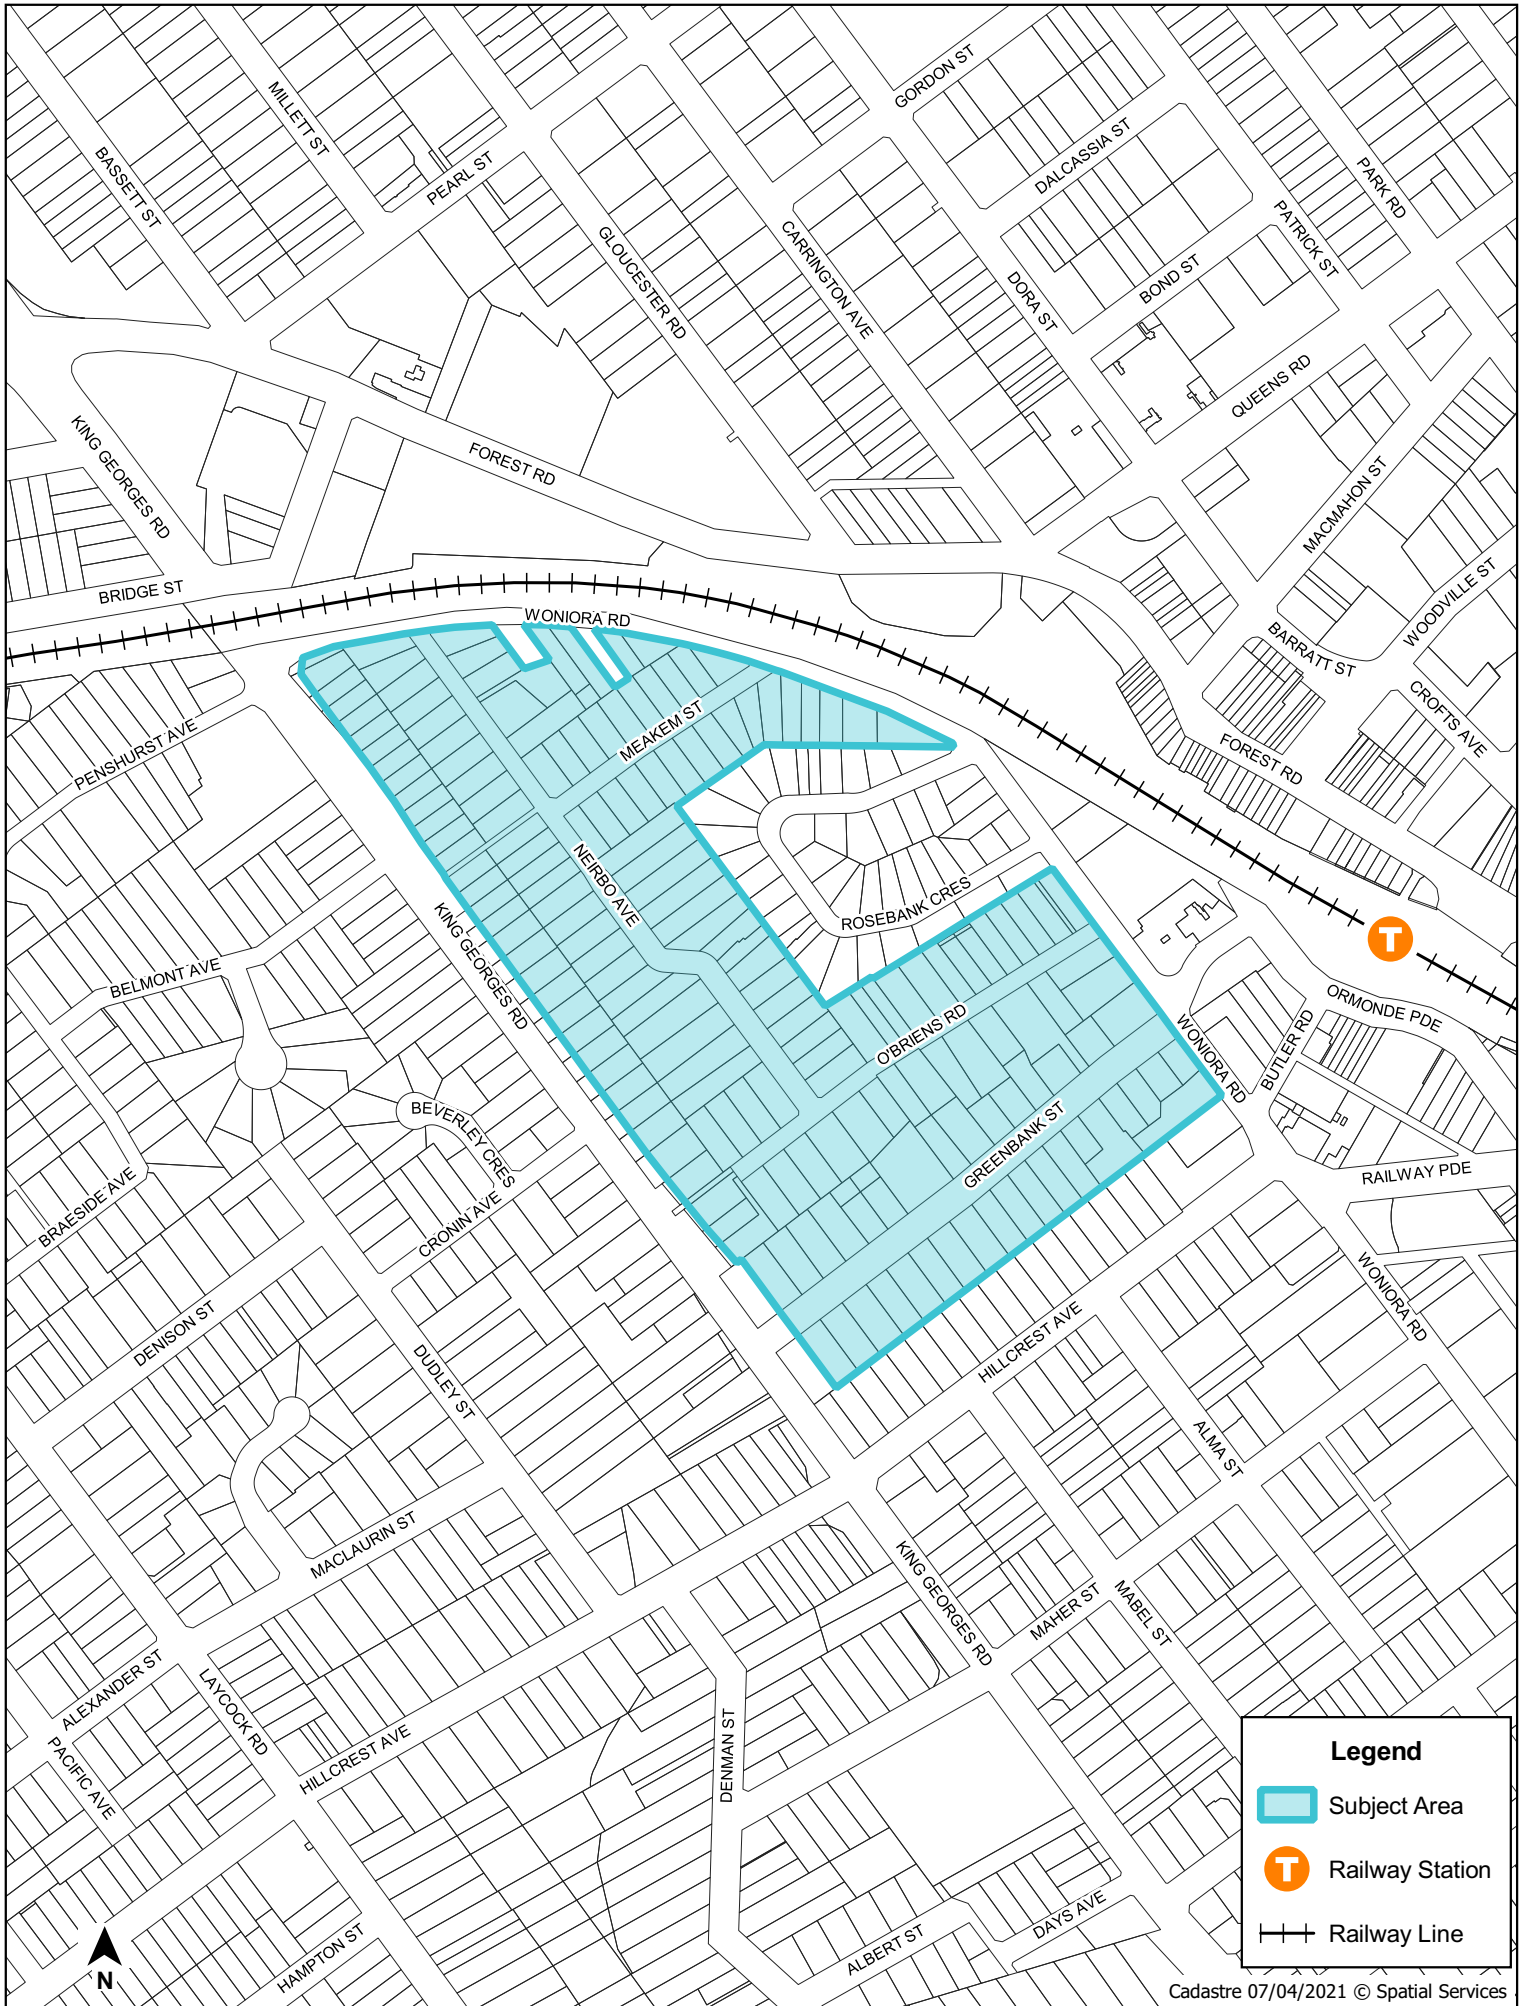 GORDON ST
MILLETT ST
DALCASSIA ST
BASSETT ST
PEARL ST
PARK RD
CARRINGTON AVE
GLOUCESTER RD
PATRICK ST
BOND ST
DORA ST
QUEENS RD
KING GEORGES RD
FOREST RD
MACMAHON ST
BRIDGE ST
WONIORA RD
WOODVILLE ST
BARRATT ST
CROFTS AVE
PENSHURST AVE
MEAKEM ST
FOREST RD
NEIRBO AVE
ROSEBANK CRES
KING GEORGES RD
T
BELMONT AVE
ORMONDE PDE
O'BRIENS RD
WONIORA RD
BUTLER RD
BEVERLEY CRES
GREENBANK ST
RAILWAY PDE
BRAESIDE AVE
CRONIN AVE
WONIORA RD
DENISON ST
HILLCREST AVE
DUDLEY ST
ALMA ST
MACLAURIN ST
KING GEORGES RD
MAHER ST
MABEL ST
ALEXANDER ST
LAYCOCK RD
PACIFIC AVE
HILLCREST AVE
DENMAN ST
HAMPTON ST
ALBERT ST
DAYS AVE
N
Legend
Subject Area
T Railway Station
Railway Line
Cadastre 07/04/2021 © Spatial Services